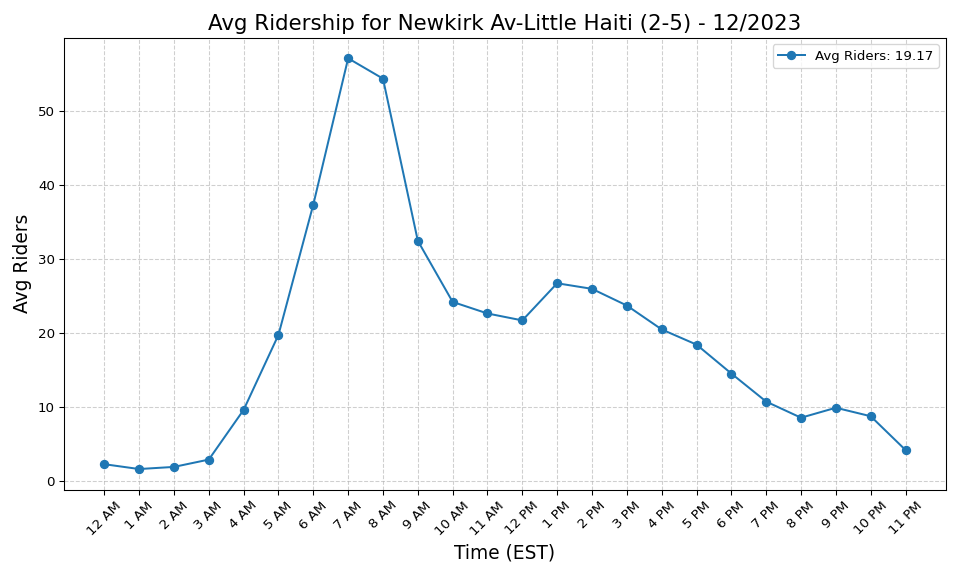 Avg Ridership for Newkirk Av-Little Haiti (2-5) - 12/2023
Avg Riders: 19.17
Avg Riders
50
40
30
20
10
0
12 AM
1 AM
2 AM
3 AM
4 AM
5 AM
6 AM
7 AM
8 AM
9 AM
10 AM
11 AM
12 PM
1 PM
2 PM
3 PM
4 PM
5 PM
6 PM
7 PM
8 PM
9 PM
10 PM
11 PM
Time (EST)